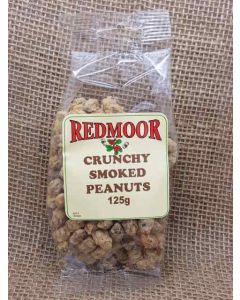 REDMOOR
CRUNCHY
SMOKED
PEANUTS
125g